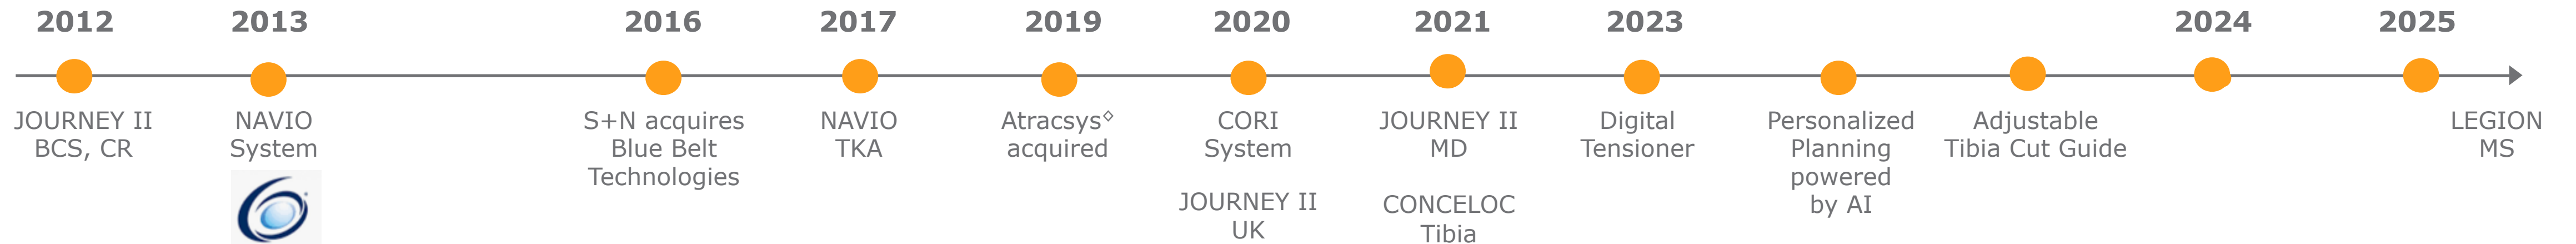 2012
2013
2016
2017
2019
2020
2021
2023
2024
2025
JOURNEY II
BCS, CR
NAVIO
System
S+N acquires
Blue Belt
Technologies
NAVIO
TKA
Atracsys◊
acquired
CORI
System
JOURNEY II
UK
JOURNEY II
MD
CONCELOC
Tibia
Digital
Tensioner
Personalized
Planning
powered
by AI
Adjustable
Tibia Cut Guide
LEGION
MS